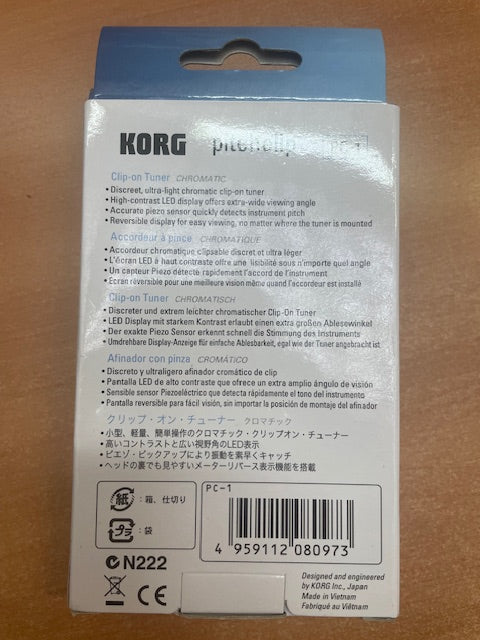 KORG pitchclip PC-1
Clip-on Tuner CHROMATIC
• Discreet, ultra-light chromatic clip-on tuner
• High-contrast LED display offers extra-wide viewing angle
• Accurate piezo sensor quickly detects instrument pitch
• Reversible display for easy viewing, no matter where the tuner is mounted
Accordeur à pince CHROMATIQUE
• Accordeur chromatique clipsable discret et ultra léger
• L'écran LED à haut contraste offre une lisibilité sous n'importe quel angle
• Un capteur Piezo détecte rapidement l'accord de l'instrument
• Ecran réversible pour une meilleure vision même quand l'accordeur est installé
Clip-on Tuner CHROMATISCH
• Discreter und extrem leichter chromatischer Clip-On Tuner
• LED Display mit starkem Kontrast erlaubt einen extra großen Ablesewinkel
• Der exakte Piezo Sensor erkennt schnell die Stimmung des Instruments
• Umdrehbare Display-Anzeige für einfache Ablesbarkeit, egal wie der Tuner angebracht ist
Afinador con pinza CROMÁTICO
• Discreto y ultraligero afinador cromático de clip
• Pantalla LED de alto contraste que ofrece un extra amplio ángulo de visión
• Sensible sensor Piezoeléctrico que detecta rápidamente el tono del instrumento
• Pantalla reversible para fácil visión, sin importar la posición de montaje del afinador
クリップ・オン・チューナー クロマチック
• 小型、軽量、簡単操作のクロマチック・クリップオン・チューナー
• 高いコントラストと広い視野角のLED表示
• ピエゾ・ピックアップにより振動を素早くキャッチ
• ヘッドの裏でも見やすいメーターリバース表示機能を搭載
紙 : 箱、仕切り
プラ : 袋
PC-1
4 959112 080973
N222
CE
Designed and engineered
by KORG Inc., Japan
Made in Vietnam
Fabriqué au Viêtnam